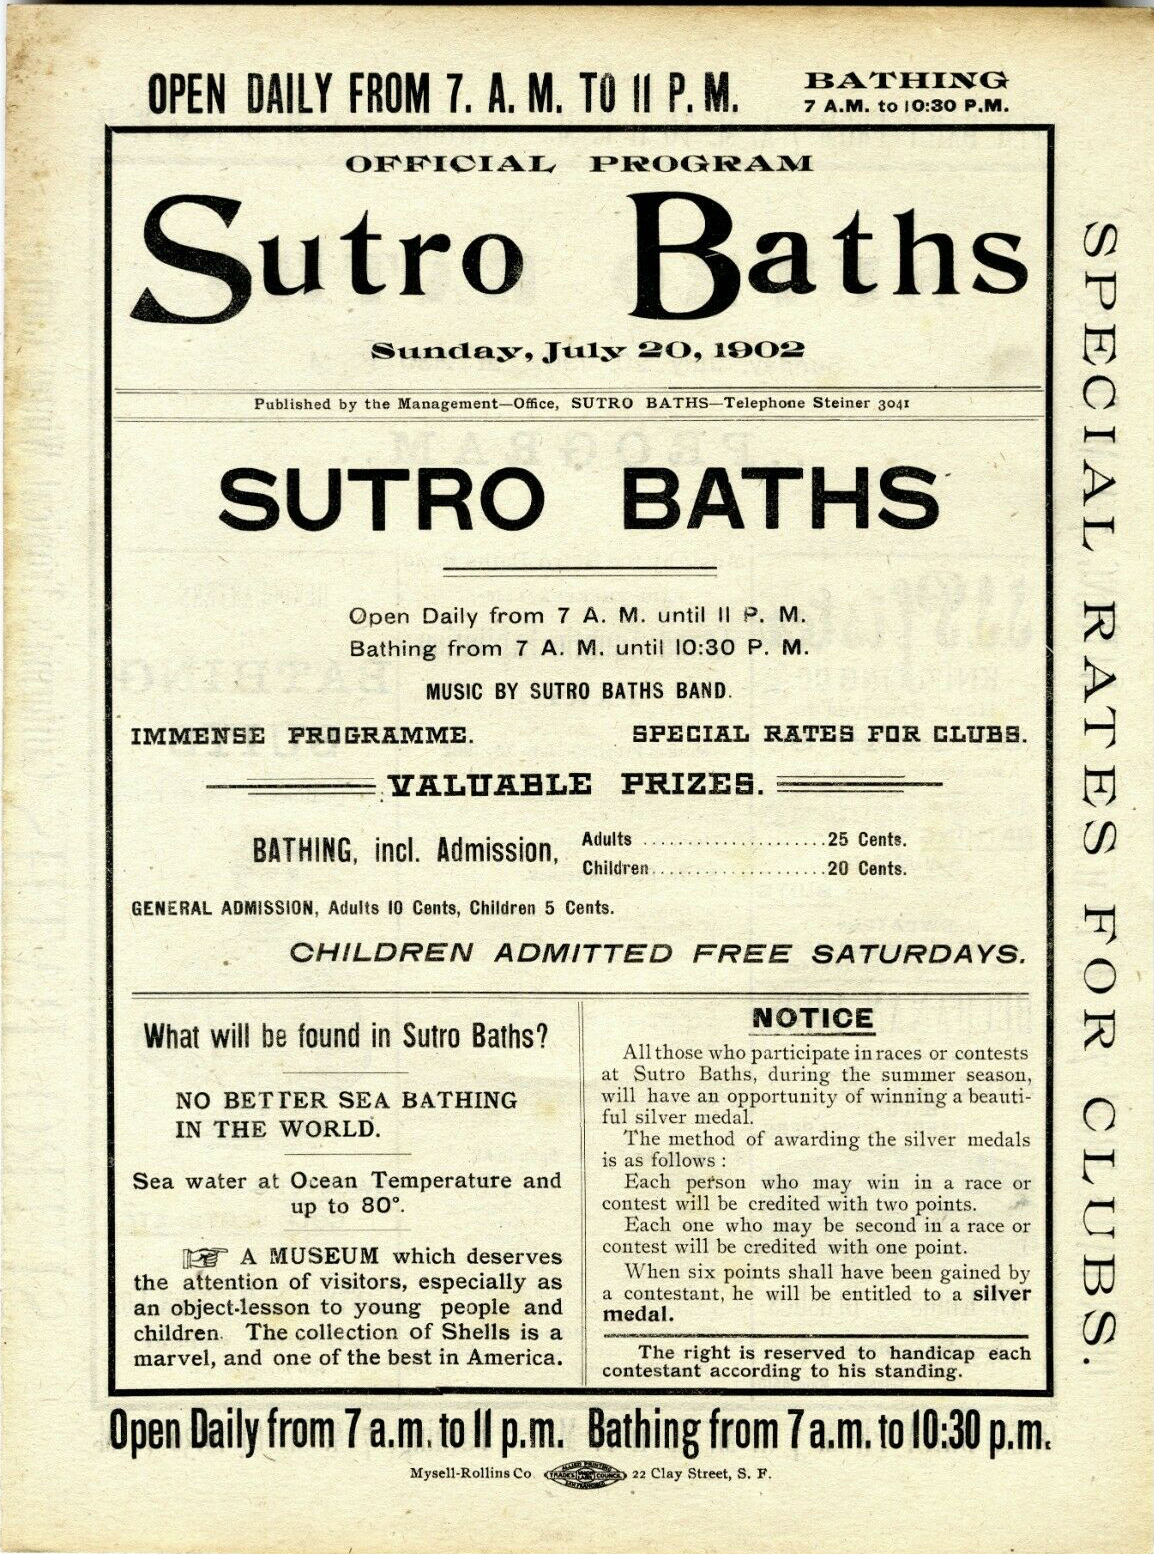 OPEN DAILY FROM 7. A. M. TO 11 P. M.
BATHING
7 A.M. to 10:30 P.M.
OFFICIAL PROGRAM
Sutro Baths
Sunday, July 20, 1902
Published by the Management—Office, SUTRO BATHS—Telephone Steiner 3041
SUTRO BATHS
Open Daily from 7 A. M. until 11 P. M.
Bathing from 7 A. M. until 10:30 P. M.
MUSIC BY SUTRO BATHS BAND.
IMMENSE PROGRAMME. SPECIAL RATES FOR CLUBS.
VALUABLE PRIZES.
BATHING, incl. Admission,
Adults .....................25 Cents.
Children....................20 Cents.
GENERAL ADMISSION, Adults 10 Cents, Children 5 Cents.
CHILDREN ADMITTED FREE SATURDAYS.
What will be found in Sutro Baths?
NO BETTER SEA BATHING
IN THE WORLD.
Sea water at Ocean Temperature and
up to 80°.
☞ A MUSEUM which deserves
the attention of visitors, especially as
an object-lesson to young people and
children. The collection of Shells is a
marvel, and one of the best in America.
NOTICE
All those who participate in races or contests
at Sutro Baths, during the summer season,
will have an opportunity of winning a beauti-
ful silver medal.
The method of awarding the silver medals
is as follows :
Each person who may win in a race or
contest will be credited with two points.
Each one who may be second in a race or
contest will be credited with one point.
When six points shall have been gained by
a contestant, he will be entitled to a silver
medal.
The right is reserved to handicap each
contestant according to his standing.
SPECIAL RATES FOR CLUBS.
Open Daily from 7 a.m. to 11 p.m. Bathing from 7 a.m. to 10:30 p.m.
Mysell-Rollins Co
ALLIED PRINTING
TRADES COUNCIL
SAN FRANCISCO
22 Clay Street, S. F.